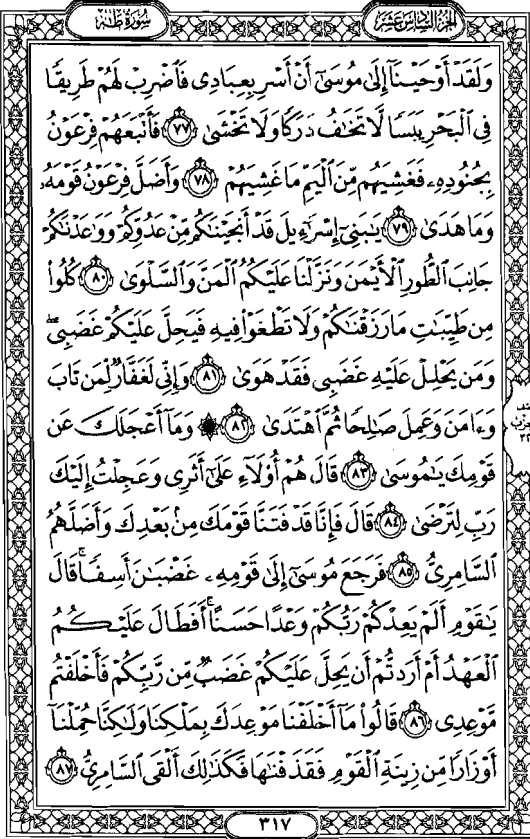 الجزء السادس عشر
سورة طه
وَلَقَدْ أَوْحَيْنَآ إِلَىٰ مُوسَىٰٓ أَنْ أَسْرِ بِعِبَادِى فَٱضْرِبْ لَهُمْ طَرِيقًا
فِى ٱلْبَحْرِ يَبَسًا لَّا تَخَٰفُ دَرَكًا وَلَا تَخْشَىٰ ٧٧ فَأَتْبَعَهُمْ فِرْعَوْنُ
بِجُنُودِهِۦ فَغَشِيَهُم مِّنَ ٱلْيَمِّ مَا غَشِيَهُمْ ٧٨ وَأَضَلَّ فِرْعَوْنُ قَوْمَهُۥ
وَمَا هَدَىٰ ٧٩ يَٰبَنِىٓ إِسْرَٰٓءِيلَ قَدْ أَنجَيْنَٰكُم مِّنْ عَدُوِّكُمْ وَوَٰعَدْنَٰكُمْ
جَانِبَ ٱلطُّورِ ٱلْأَيْمَنَ وَنَزَّلْنَا عَلَيْكُمُ ٱلْمَنَّ وَٱلسَّلْوَىٰ ٨٠ كُلُوا۟
مِن طَيِّبَٰتِ مَا رَزَقْنَٰكُمْ وَلَا تَطْغَوْا۟ فِيهِ فَيَحِلَّ عَلَيْكُمْ غَضَبِى ۖ
وَمَن يَحْلِلْ عَلَيْهِ غَضَبِى فَقَدْ هَوَىٰ ٨١ وَإِنِّى لَغَفَّارٌ لِّمَن تَابَ
وَءَامَنَ وَعَمِلَ صَٰلِحًا ثُمَّ ٱهْتَدَىٰ ٨٢ ۞ وَمَآ أَعْجَلَكَ عَن
قَوْمِكَ يَٰمُوسَىٰ ٨٣ قَالَ هُمْ أُو۟لَآءِ عَلَىٰٓ أَثَرِى وَعَجِلْتُ إِلَيْكَ
رَبِّ لِتَرْضَىٰ ٨٤ قَالَ فَإِنَّا قَدْ فَتَنَّا قَوْمَكَ مِنۢ بَعْدِكَ وَأَضَلَّهُمُ
ٱلسَّامِرِىُّ ٨٥ فَرَجَعَ مُوسَىٰٓ إِلَىٰ قَوْمِهِۦ غَضْبَٰنَ أَسِفًا ۚ قَالَ
يَٰقَوْمِ أَلَمْ يَعِدْكُمْ رَبُّكُمْ وَعْدًا حَسَنًا ۚ أَفَطَالَ عَلَيْكُمُ
ٱلْعَهْدُ أَمْ أَرَدتُّمْ أَن يَحِلَّ عَلَيْكُمْ غَضَبٌ مِّن رَّبِّكُمْ فَأَخْلَفْتُم
مَّوْعِدِى ٨٦ قَالُوا۟ مَآ أَخْلَفْنَا مَوْعِدَكَ بِمَلْكِنَا وَلَٰكِنَّا حُمِّلْنَآ
أَوْزَارًا مِّن زِينَةِ ٱلْقَوْمِ فَقَذَفْنَٰهَا فَكَذَٰلِكَ أَلْقَى ٱلسَّامِرِىُّ ٨٧
٣١٧